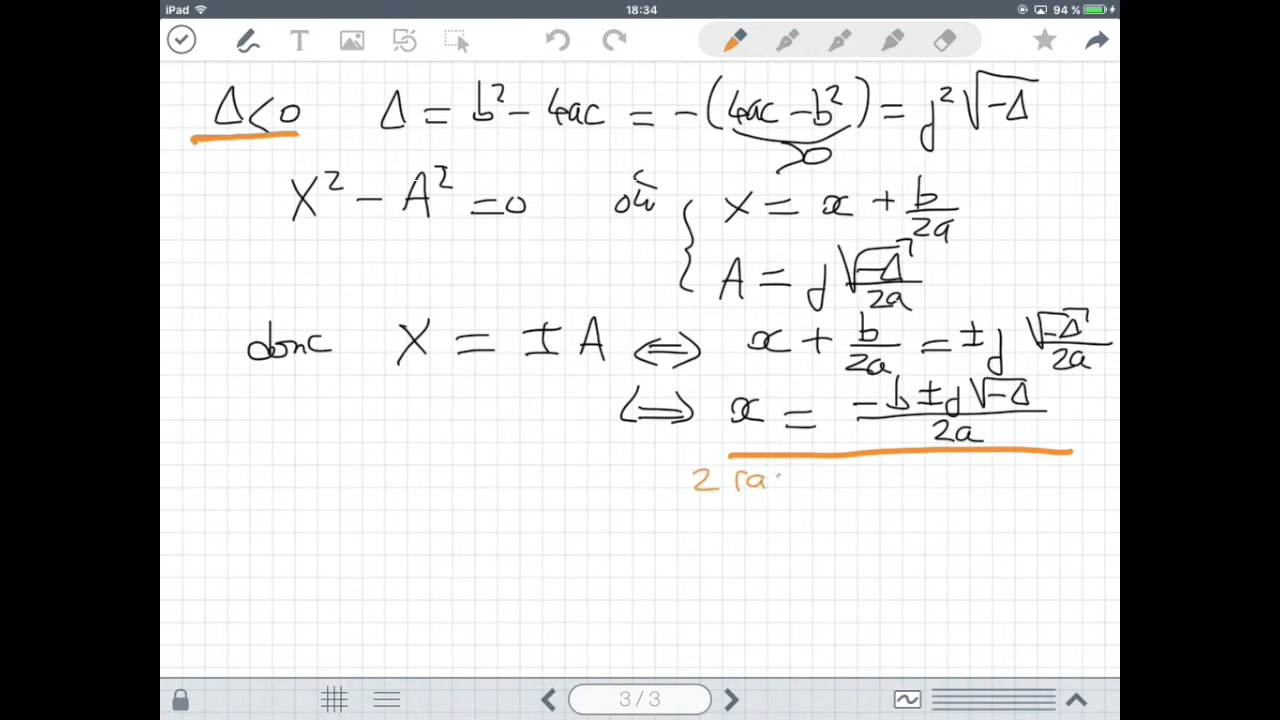 iPad 18:34 94 %
T
Δ<0 Δ = b² - 4ac = -(4ac - b²) = j² √-Δ
>0
X² - A² = 0 où { X = x + b/2a
A = j √-Δ/2a
donc X = ± A ⟺ x + b/2a = ± j √-Δ/2a
⟺ x = -b ± j √-Δ/2a
2 ra
3 / 3